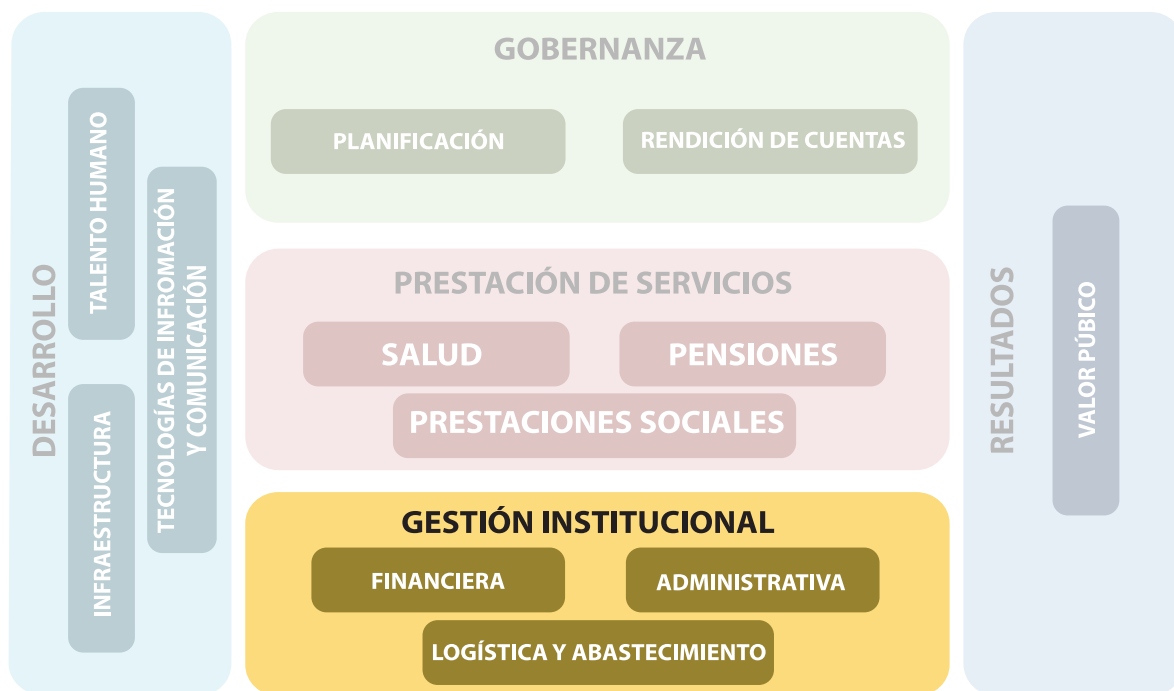 DESARROLLO
TALENTO HUMANO
INFRAESTRUCTURA
TECNOLOGÍAS DE INFROMACIÓN
Y COMUNICACIÓN
GOBERNANZA
PLANIFICACIÓN
RENDICIÓN DE CUENTAS
PRESTACIÓN DE SERVICIOS
SALUD
PENSIONES
PRESTACIONES SOCIALES
GESTIÓN INSTITUCIONAL
FINANCIERA
ADMINISTRATIVA
LOGÍSTICA Y ABASTECIMIENTO
RESULTADOS
VALOR PÚBICO